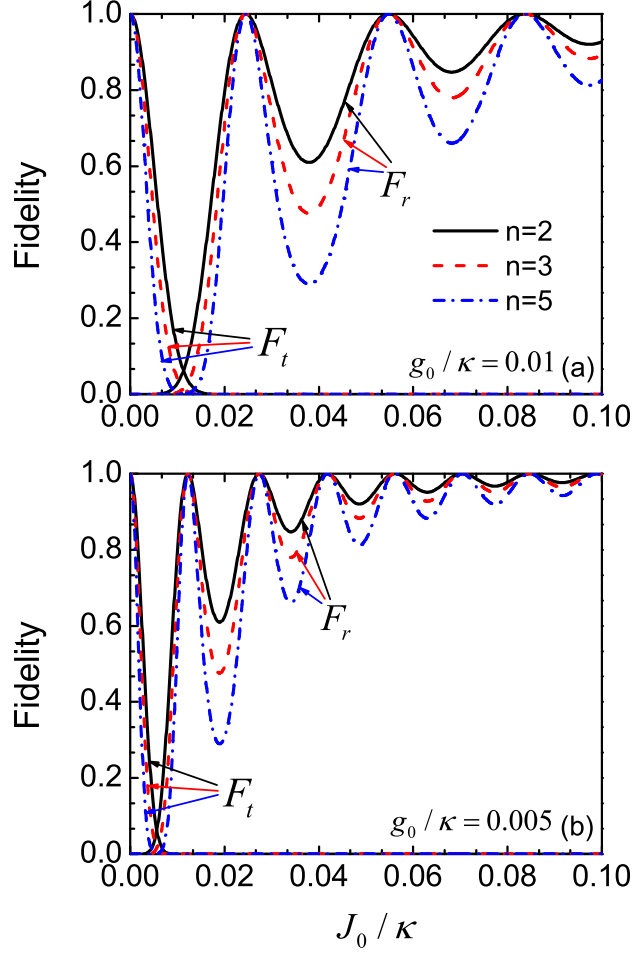 1.0
0.8
0.6
0.4
0.2
0.0
Fidelity
F_r
n=2
n=3
n=5
F_t
g_0 / κ = 0.01 (a)
0.00 0.02 0.04 0.06 0.08 0.10
1.0
0.8
0.6
0.4
0.2
0.0
Fidelity
F_r
F_t
g_0 / κ = 0.005 (b)
0.00 0.02 0.04 0.06 0.08 0.10
J_0 / κ